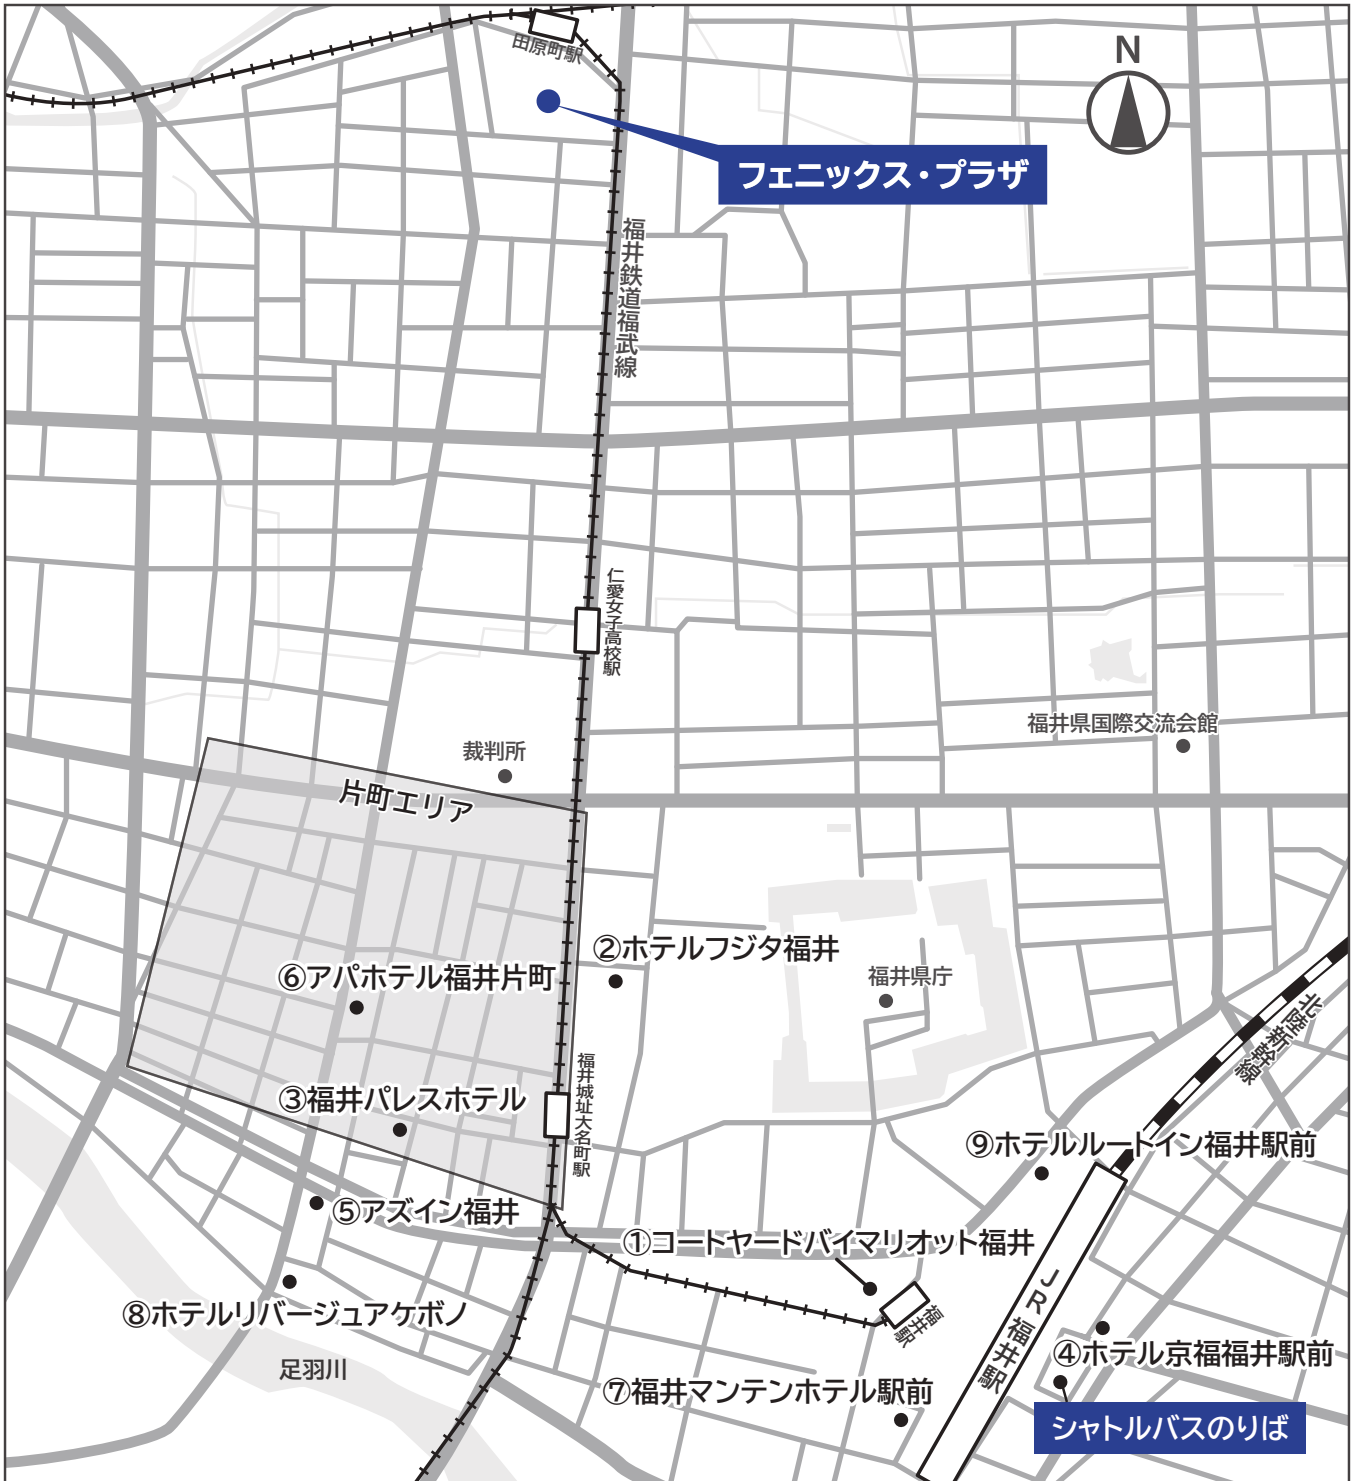 田原町駅
N
フェニックス・プラザ
福井鉄道福武線
仁愛女子高校駅
福井県国際交流会館
裁判所
片町エリア
②ホテルフジタ福井
⑥アパホテル福井片町
福井県庁
北陸新幹線
福井城址大名町駅
③福井パレスホテル
⑨ホテルルートイン福井駅前
⑤アズイン福井
①コートヤードバイマリオット福井
JR福井駅
⑧ホテルリバージュアケボノ
福井駅
④ホテル京福福井駅前
足羽川
⑦福井マンテンホテル駅前
シャトルバスのりば